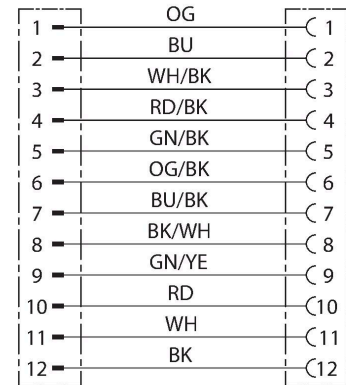 OG
1 1
BU
2 2
WH/BK
3 3
RD/BK
4 4
GN/BK
5 5
OG/BK
6 6
BU/BK
7 7
BK/WH
8 8
GN/YE
9 9
RD
10 10
WH
11 11
BK
12 12